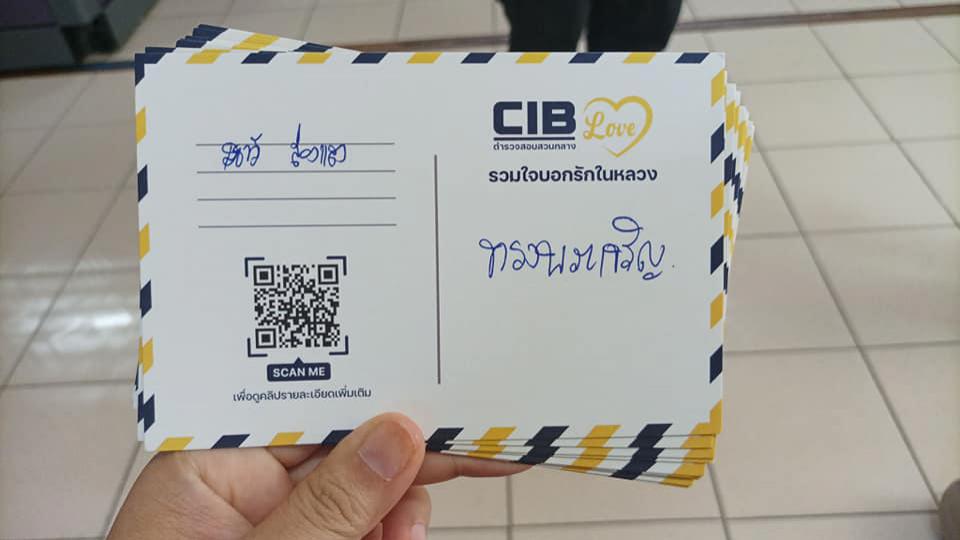 CIB Love
ตำรวจสอบสวนกลาง
รวมใจบอกรักในหลวง
ทรงพระเจริญ.
SCAN ME
เพื่อดูคลิปรายละเอียดเพิ่มเติม